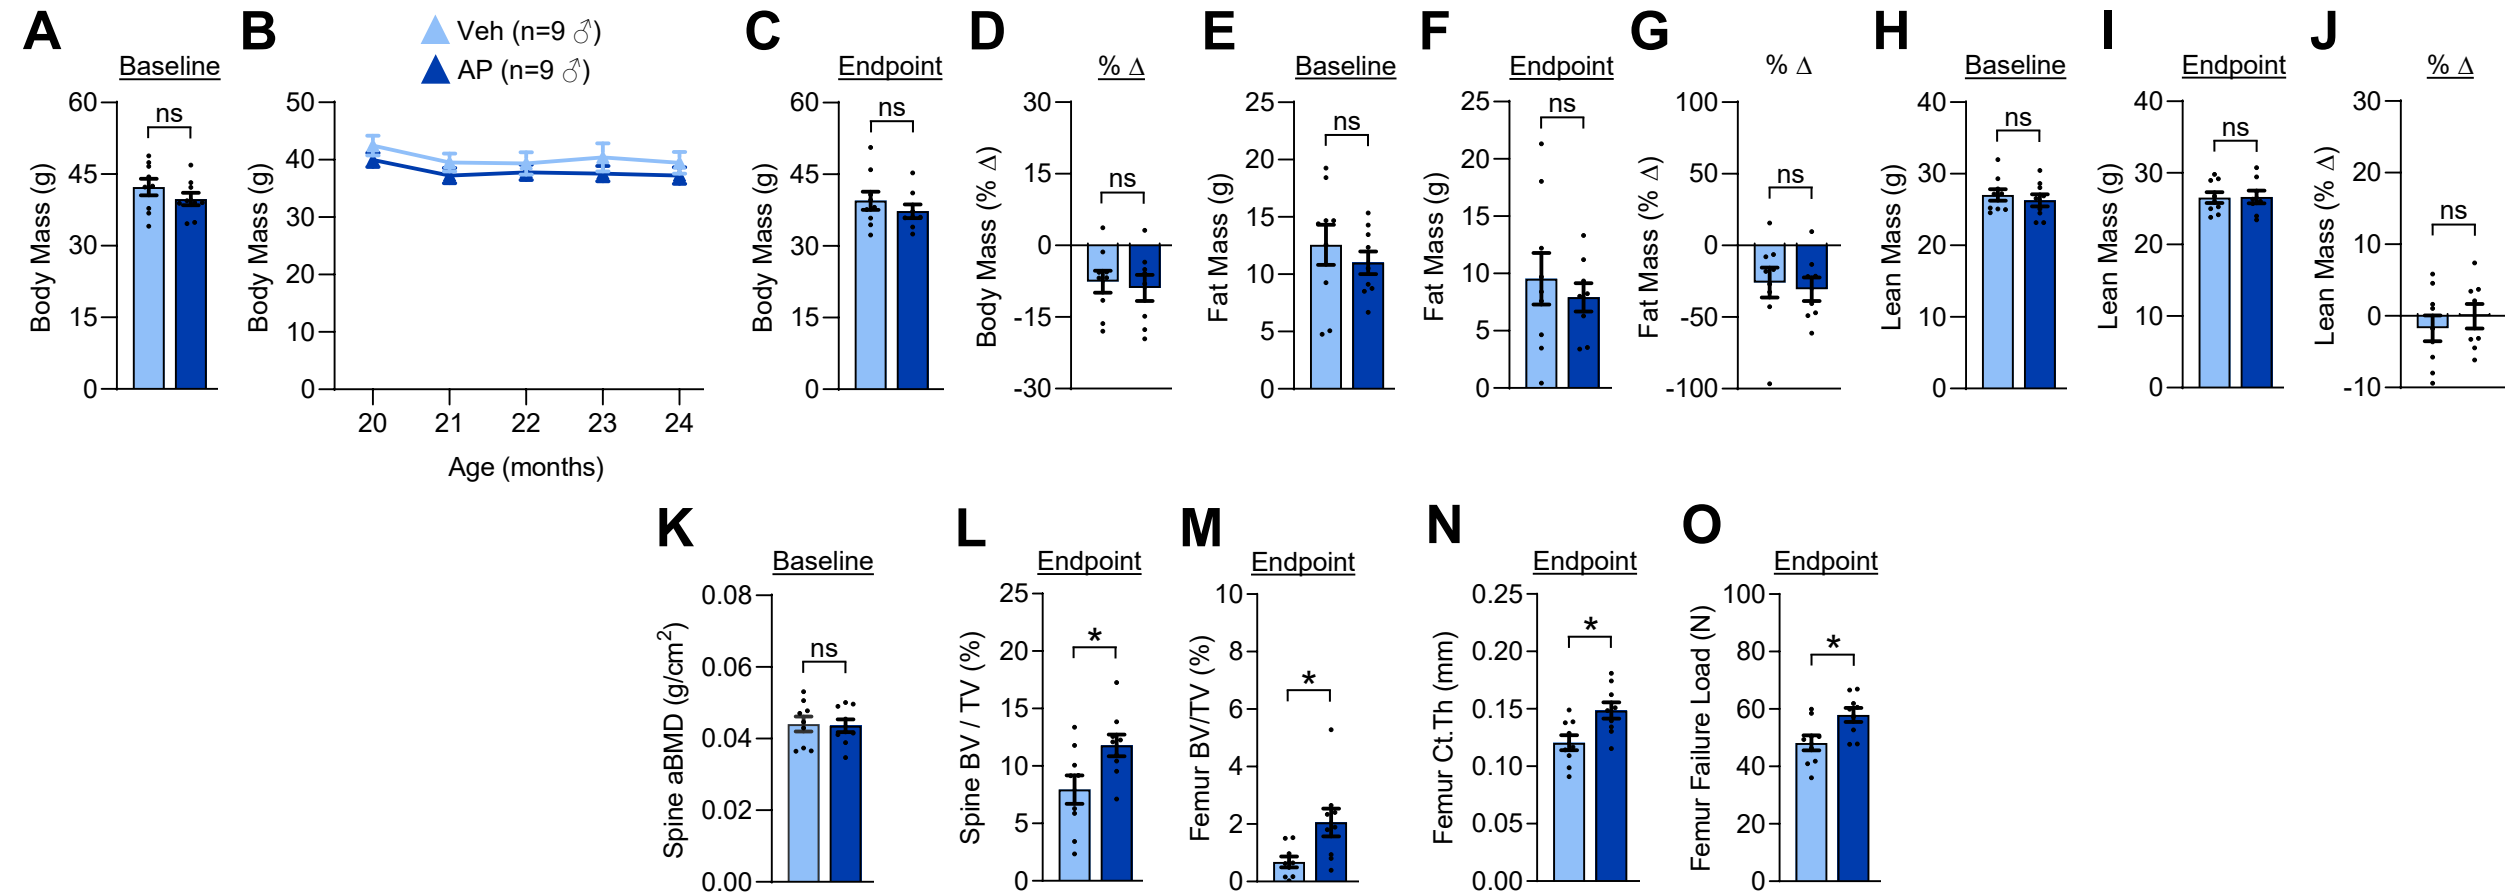 A
Baseline
Body Mass (g)
60
45
30
15
0
ns
B
Veh (n=9 ♂)
AP (n=9 ♂)
Body Mass (g)
50
40
30
20
10
0
20 21 22 23 24
Age (months)
C
Endpoint
Body Mass (g)
60
45
30
15
0
ns
D
% Δ
Body Mass (% Δ)
30
15
0
-15
-30
ns
E
Baseline
Fat Mass (g)
25
20
15
10
5
0
ns
F
Endpoint
Fat Mass (g)
25
20
15
10
5
0
ns
G
% Δ
Fat Mass (% Δ)
100
50
0
-50
-100
ns
H
Baseline
Lean Mass (g)
40
30
20
10
0
ns
I
Endpoint
Lean Mass (g)
40
30
20
10
0
ns
J
% Δ
Lean Mass (% Δ)
30
20
10
0
-10
ns
K
Baseline
Spine aBMD (g/cm²)
0.08
0.06
0.04
0.02
0.00
ns
L
Endpoint
Spine BV / TV (%)
25
20
15
10
5
0
*
M
Endpoint
Femur BV/TV (%)
10
8
6
4
2
0
*
N
Endpoint
Femur Ct.Th (mm)
0.25
0.20
0.15
0.10
0.05
0.00
*
O
Endpoint
Femur Failure Load (N)
100
80
60
40
20
0
*